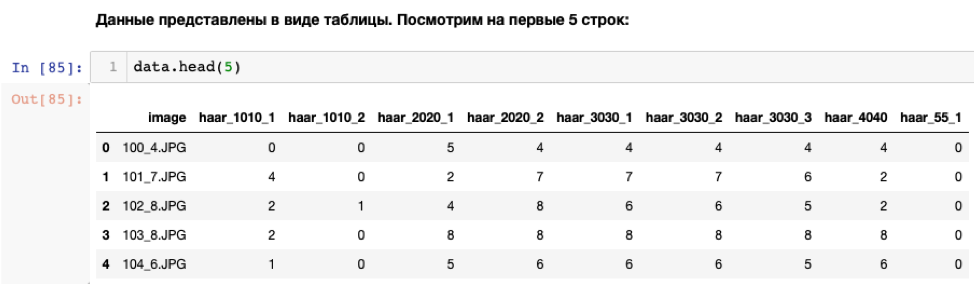 Данные представлены в виде таблицы. Посмотрим на первые 5 строк:
In [85]: 1 data.head(5)
Out[85]:
image haar_1010_1 haar_1010_2 haar_2020_1 haar_2020_2 haar_3030_1 haar_3030_2 haar_3030_3 haar_4040 haar_55_1
0 100_4.JPG 0 0 5 4 4 4 4 4 0
1 101_7.JPG 4 0 2 7 7 7 6 2 0
2 102_8.JPG 2 1 4 8 6 6 5 2 0
3 103_8.JPG 2 0 8 8 8 8 8 8 0
4 104_6.JPG 1 0 5 6 6 6 5 6 0